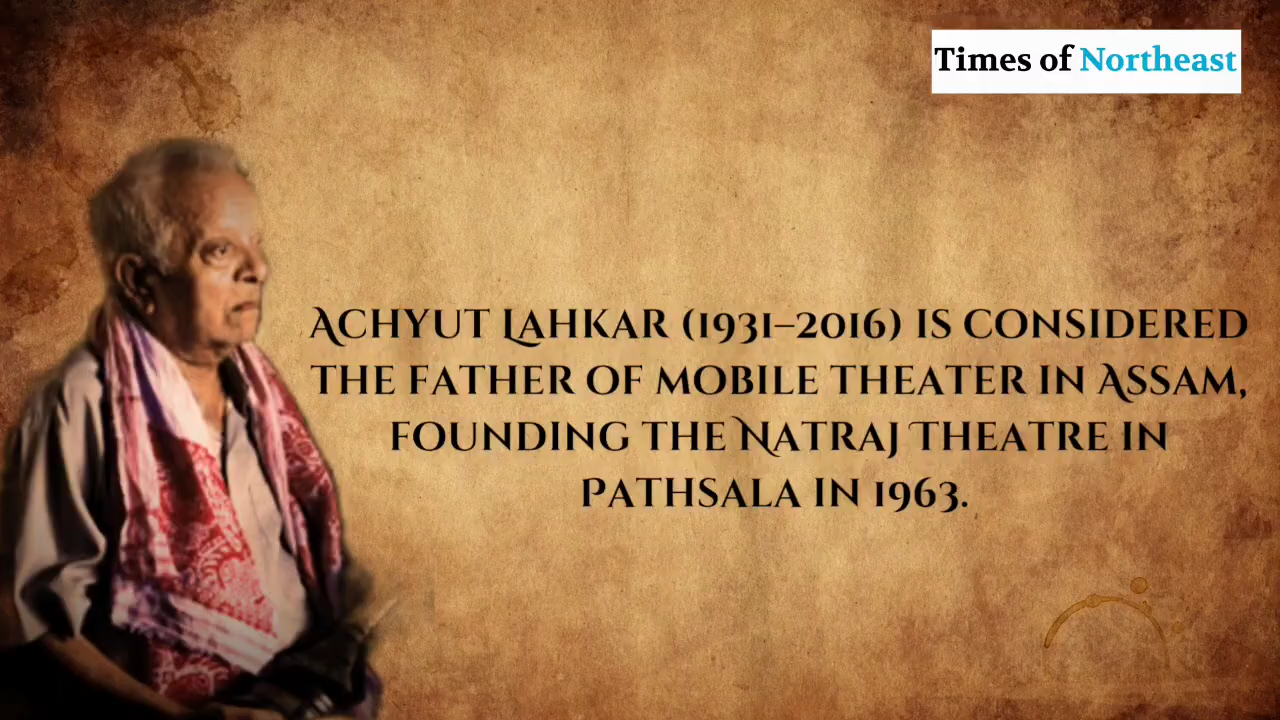 Times of Northeast
Achyut Lahkar (1931–2016) is considered
the father of mobile theater in Assam,
founding the Natraj Theatre in
Pathsala in 1963.